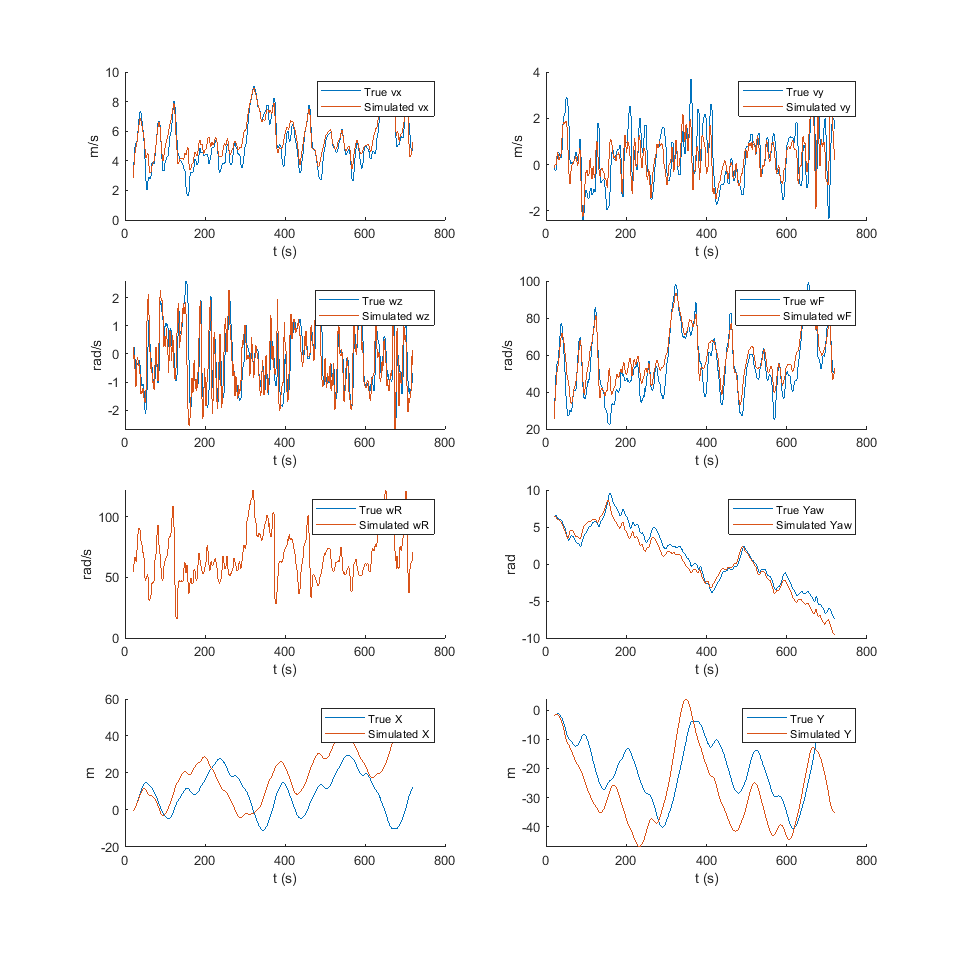 10
8
6
4
2
0
m/s
0
200
400
600
800
t (s)
True vx
Simulated vx
4
2
0
-2
m/s
0
200
400
600
800
t (s)
True vy
Simulated vy
2
1
0
-1
-2
rad/s
0
200
400
600
800
t (s)
True wz
Simulated wz
100
80
60
40
20
rad/s
0
200
400
600
800
t (s)
True wF
Simulated wF
100
50
0
rad/s
0
200
400
600
800
t (s)
True wR
Simulated wR
10
5
0
-5
-10
rad
0
200
400
600
800
t (s)
True Yaw
Simulated Yaw
60
40
20
0
-20
m
0
200
400
600
800
t (s)
True X
Simulated X
0
-10
-20
-30
-40
m
0
200
400
600
800
t (s)
True Y
Simulated Y